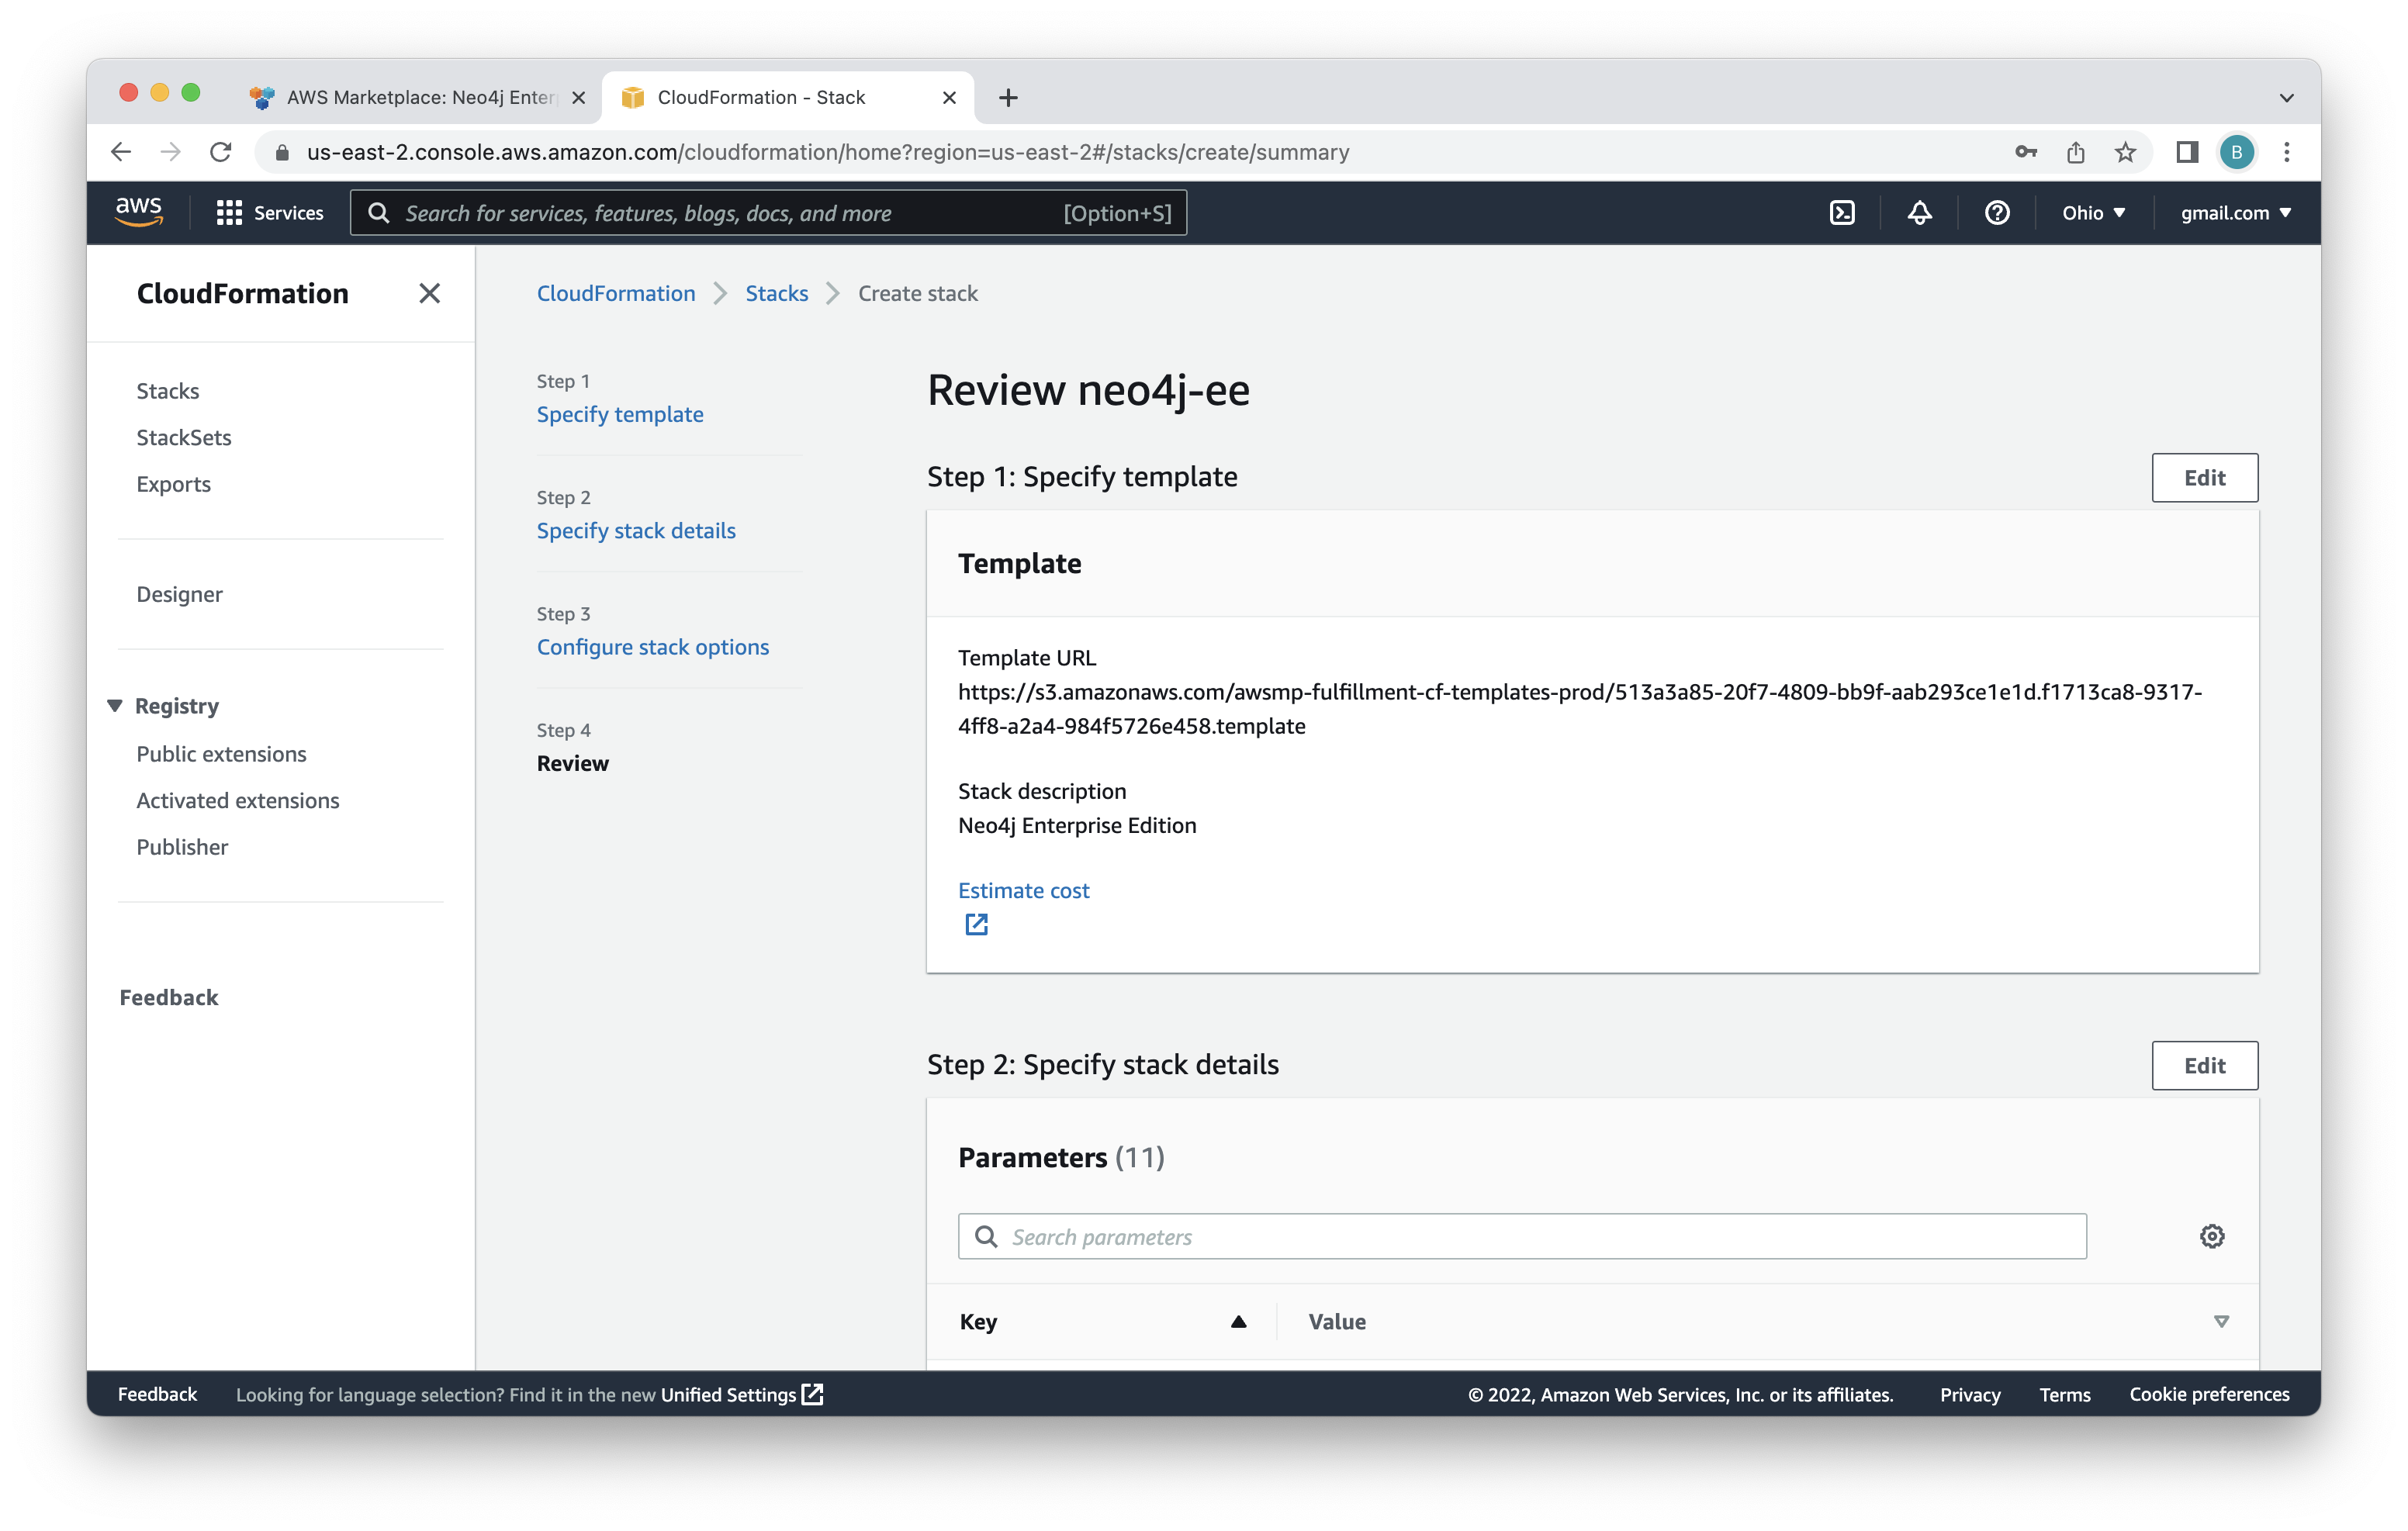 AWS Marketplace: Neo4j Enter
CloudFormation - Stack
us-east-2.console.aws.amazon.com/cloudformation/home?region=us-east-2#/stacks/create/summary
B
aws
Services
Search for services, features, blogs, docs, and more
[Option+S]
Ohio
gmail.com
CloudFormation
Stacks
StackSets
Exports
Designer
Registry
Public extensions
Activated extensions
Publisher
Feedback
CloudFormation
Stacks
Create stack
Step 1
Specify template
Step 2
Specify stack details
Step 3
Configure stack options
Step 4
Review
Review neo4j-ee
Step 1: Specify template
Edit
Template
Template URL
https://s3.amazonaws.com/awsmp-fulfillment-cf-templates-prod/513a3a85-20f7-4809-bb9f-aab293ce1e1d.f1713ca8-9317-
4ff8-a2a4-984f5726e458.template
Stack description
Neo4j Enterprise Edition
Estimate cost
Step 2: Specify stack details
Edit
Parameters (11)
Search parameters
Key
Value
Feedback
Looking for language selection? Find it in the new Unified Settings
© 2022, Amazon Web Services, Inc. or its affiliates.
Privacy
Terms
Cookie preferences